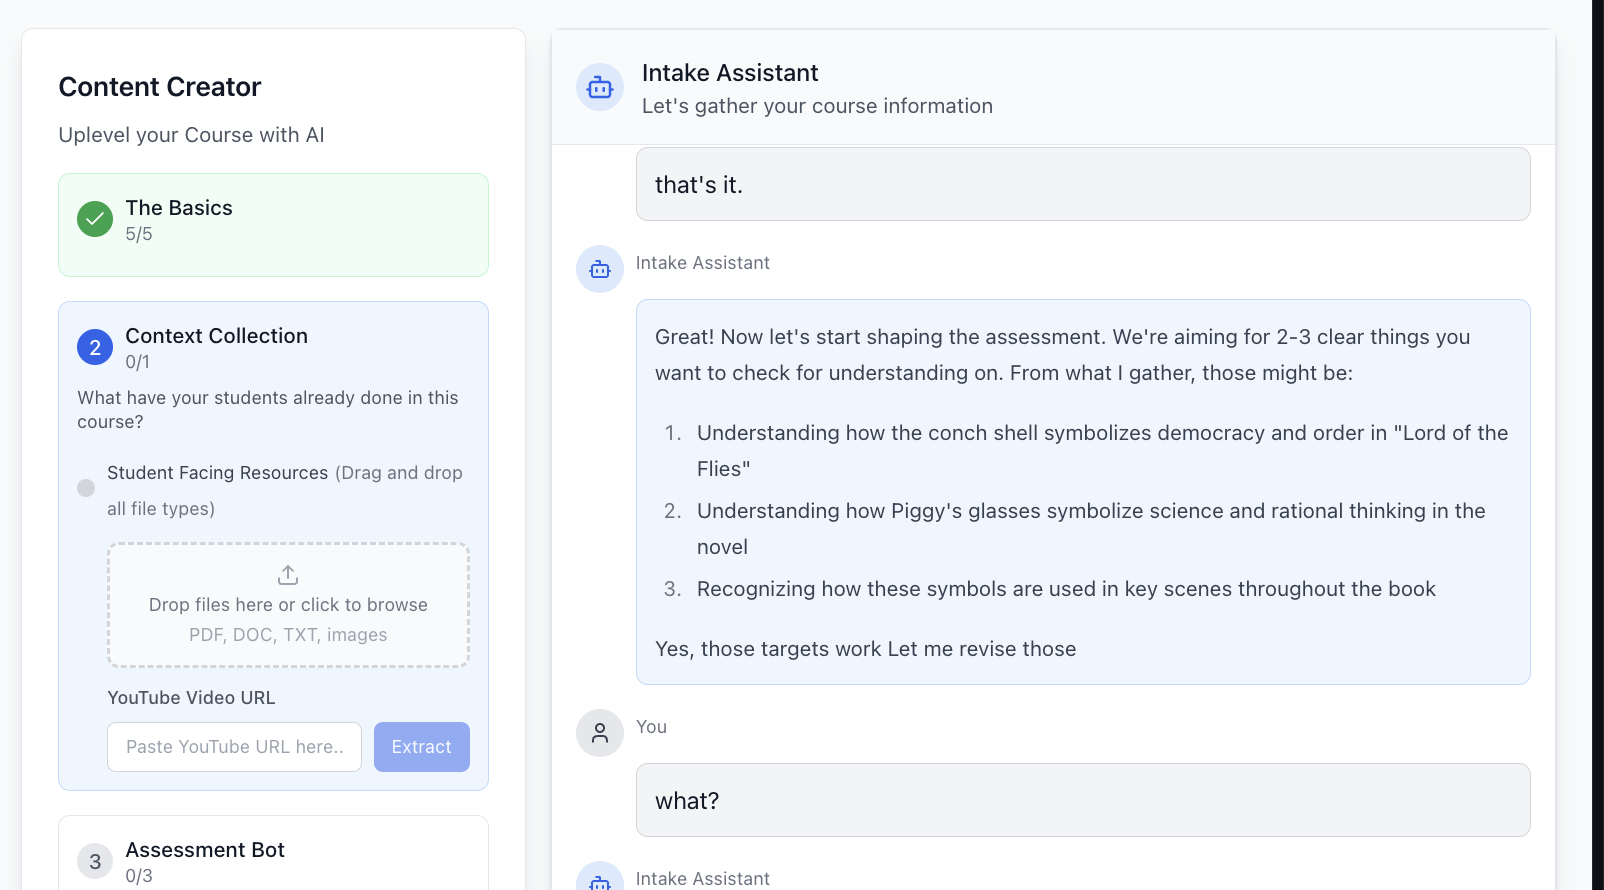 Content Creator
Uplevel your Course with AI
The Basics
5/5
2
Context Collection
0/1
What have your students already done in this
course?
Student Facing Resources (Drag and drop
all file types)
Drop files here or click to browse
PDF, DOC, TXT, images
YouTube Video URL
Paste YouTube URL here..
Extract
3
Assessment Bot
0/3
Intake Assistant
Let's gather your course information
that's it.
Intake Assistant
Great! Now let's start shaping the assessment. We're aiming for 2-3 clear things you
want to check for understanding on. From what I gather, those might be:
1. Understanding how the conch shell symbolizes democracy and order in "Lord of the
Flies"
2. Understanding how Piggy's glasses symbolize science and rational thinking in the
novel
3. Recognizing how these symbols are used in key scenes throughout the book
Yes, those targets work Let me revise those
You
what?
Intake Assistant